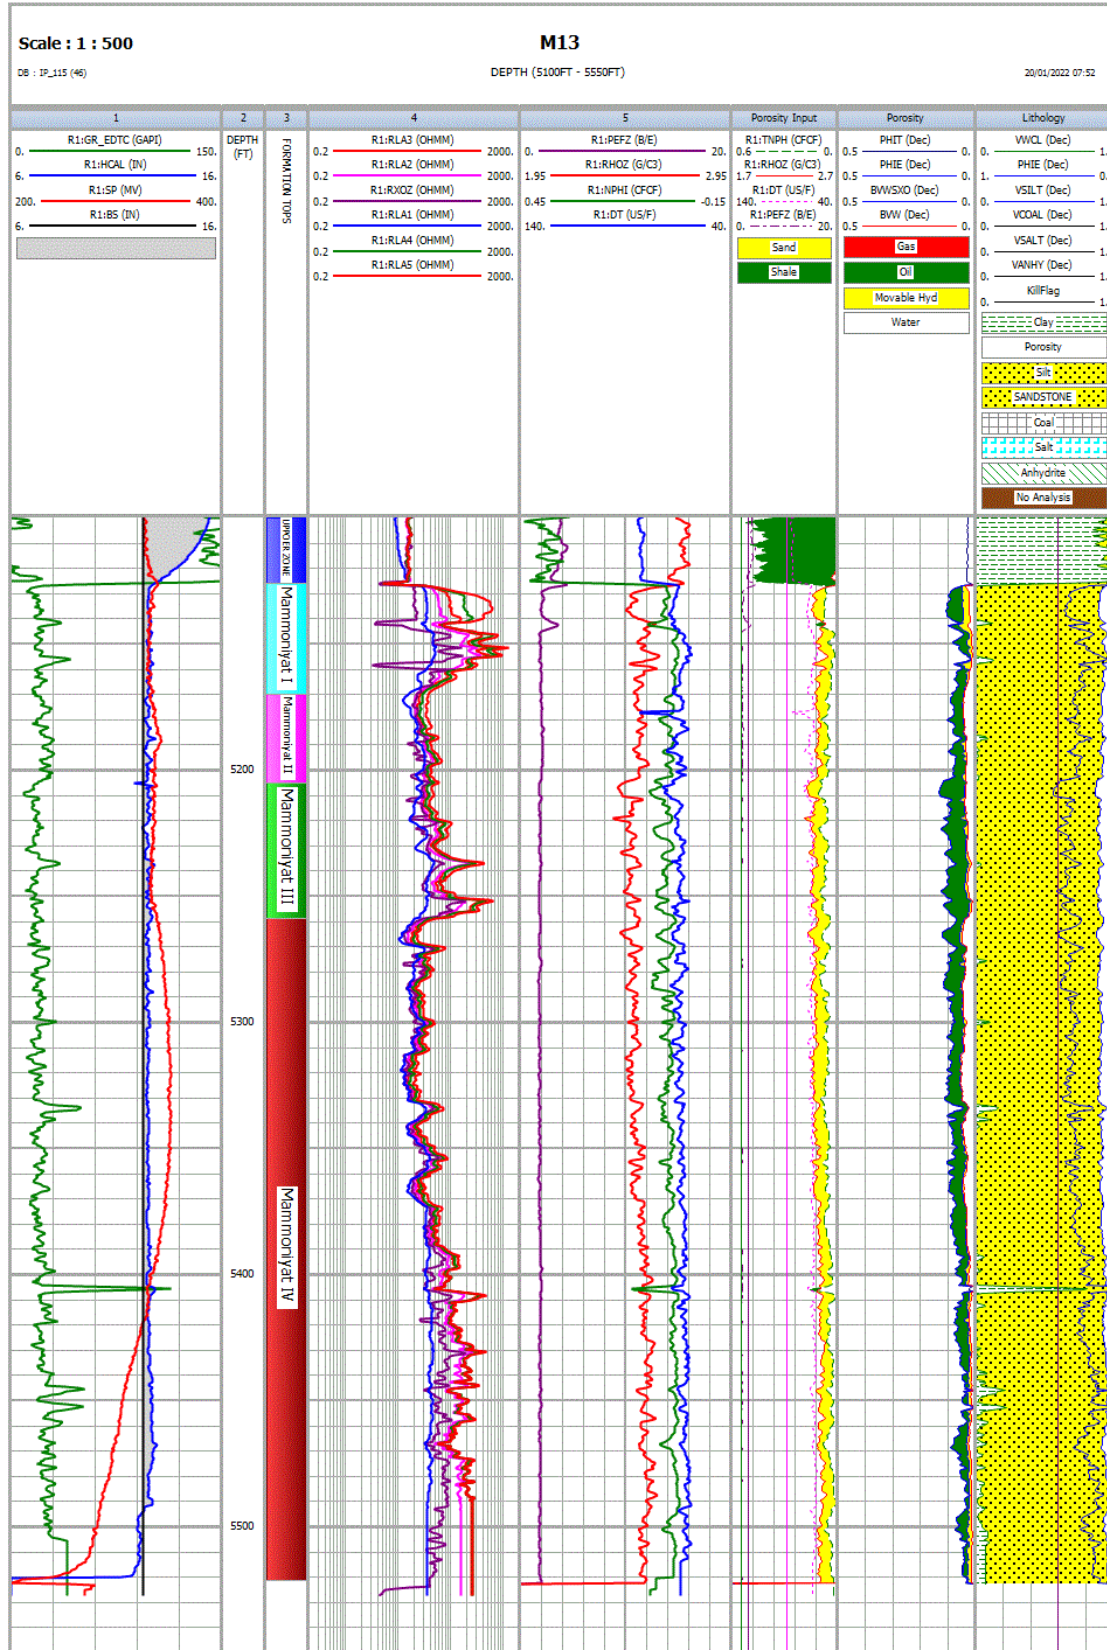 Scale : 1 : 500
M13
DB : IP_115 (46)
DEPTH (5100FT - 5550FT)
20/01/2022 07:52
1
2
3
4
5
Porosity Input
Porosity
Lithology
R1:GR_EDTC (GAPI)
0. 150.
R1:HCAL (IN)
6. 16.
R1:SP (MV)
200. 400.
R1:BS (IN)
6. 16.
DEPTH
(FT)
FORMATION TOPS
R1:RLA3 (OHMM)
0.2 2000.
R1:RLA2 (OHMM)
0.2 2000.
R1:RXOZ (OHMM)
0.2 2000.
R1:RLA1 (OHMM)
0.2 2000.
R1:RLA4 (OHMM)
0.2 2000.
R1:RLA5 (OHMM)
0.2 2000.
R1:PEFZ (B/E)
0. 20.
R1:RHOZ (G/C3)
1.95 2.95
R1:NPHI (CFCF)
0.45 -0.15
R1:DT (US/F)
140. 40.
R1:TNPH (CFCF)
0.6 0.
R1:RHOZ (G/C3)
1.7 2.7
R1:DT (US/F)
140. 40.
R1:PEFZ (B/E)
0. 20.
Sand
Shale
PHIT (Dec)
0.5 0.
PHIE (Dec)
0.5 0.
BVWSXO (Dec)
0.5 0.
BVW (Dec)
0.5 0.
Gas
Oil
Movable Hyd
Water
VWCL (Dec)
0. 1.
PHIE (Dec)
1. 0.
VSILT (Dec)
0. 1.
VCOAL (Dec)
0. 1.
VSALT (Dec)
0. 1.
VANHY (Dec)
0. 1.
KillFlag
0. 1.
Clay
Porosity
Silt
SANDSTONE
Coal
Salt
Anhydrite
No Analysis
Mammoniyat I
Mammoniyat II
Mammoniyat III
Mammoniyat IV
5200
5300
5400
5500